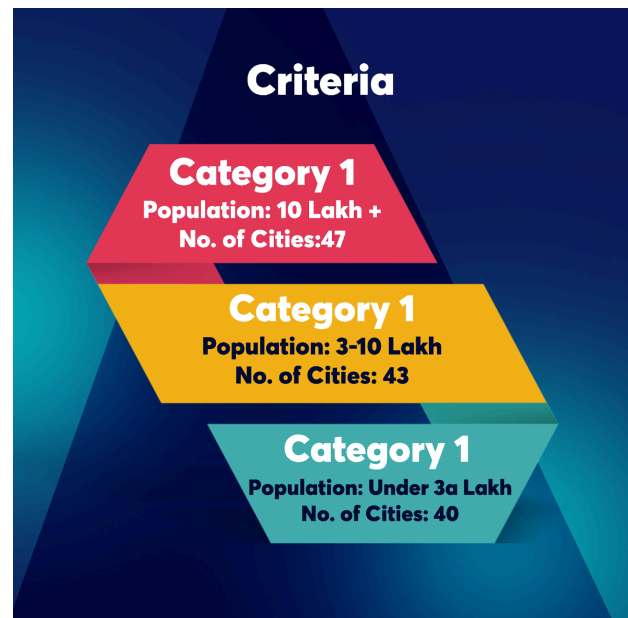 Criteria
Category 1
Population: 10 Lakh +
No. of Cities:47
Category 1
Population: 3-10 Lakh
No. of Cities: 43
Category 1
Population: Under 3a Lakh
No. of Cities: 40